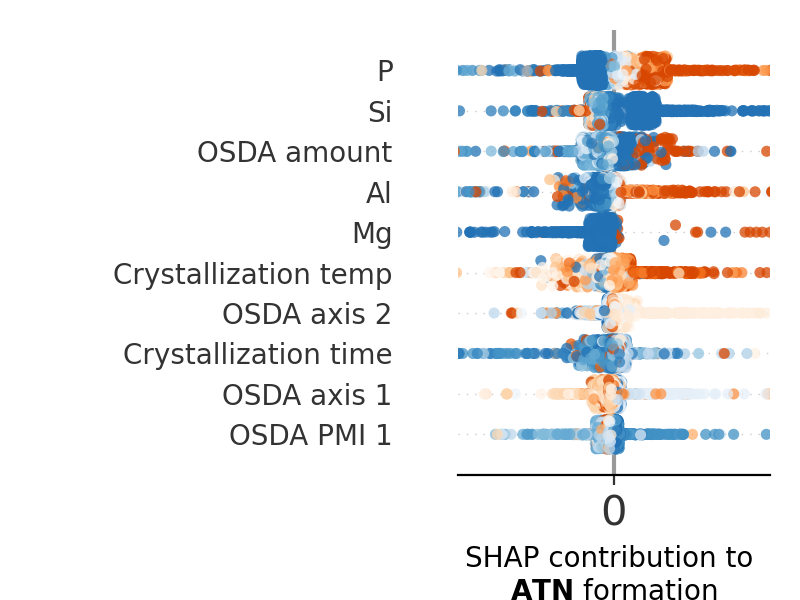 P
Si
OSDA amount
Al
Mg
Crystallization temp
OSDA axis 2
Crystallization time
OSDA axis 1
OSDA PMI 1
0
SHAP contribution to
ATN formation